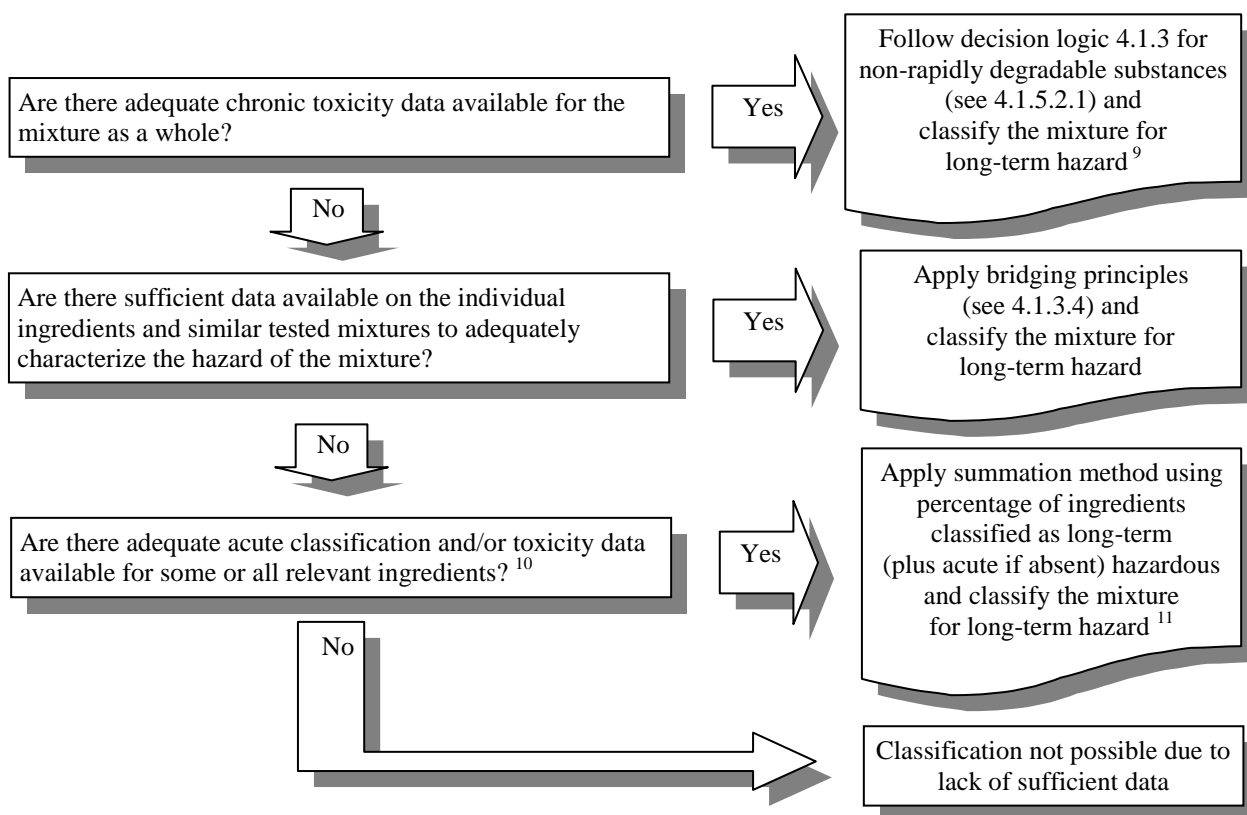 Are there adequate chronic toxicity data available for the
mixture as a whole?
Yes
Follow decision logic 4.1.3 for
non-rapidly degradable substances
(see 4.1.5.2.1) and
classify the mixture for
long-term hazard 9
No
Are there sufficient data available on the individual
ingredients and similar tested mixtures to adequately
characterize the hazard of the mixture?
Yes
Apply bridging principles
(see 4.1.3.4) and
classify the mixture for
long-term hazard
No
Are there adequate acute classification and/or toxicity data
available for some or all relevant ingredients? 10
Yes
Apply summation method using
percentage of ingredients
classified as long-term
(plus acute if absent) hazardous
and classify the mixture
for long-term hazard 11
No
Classification not possible due to
lack of sufficient data